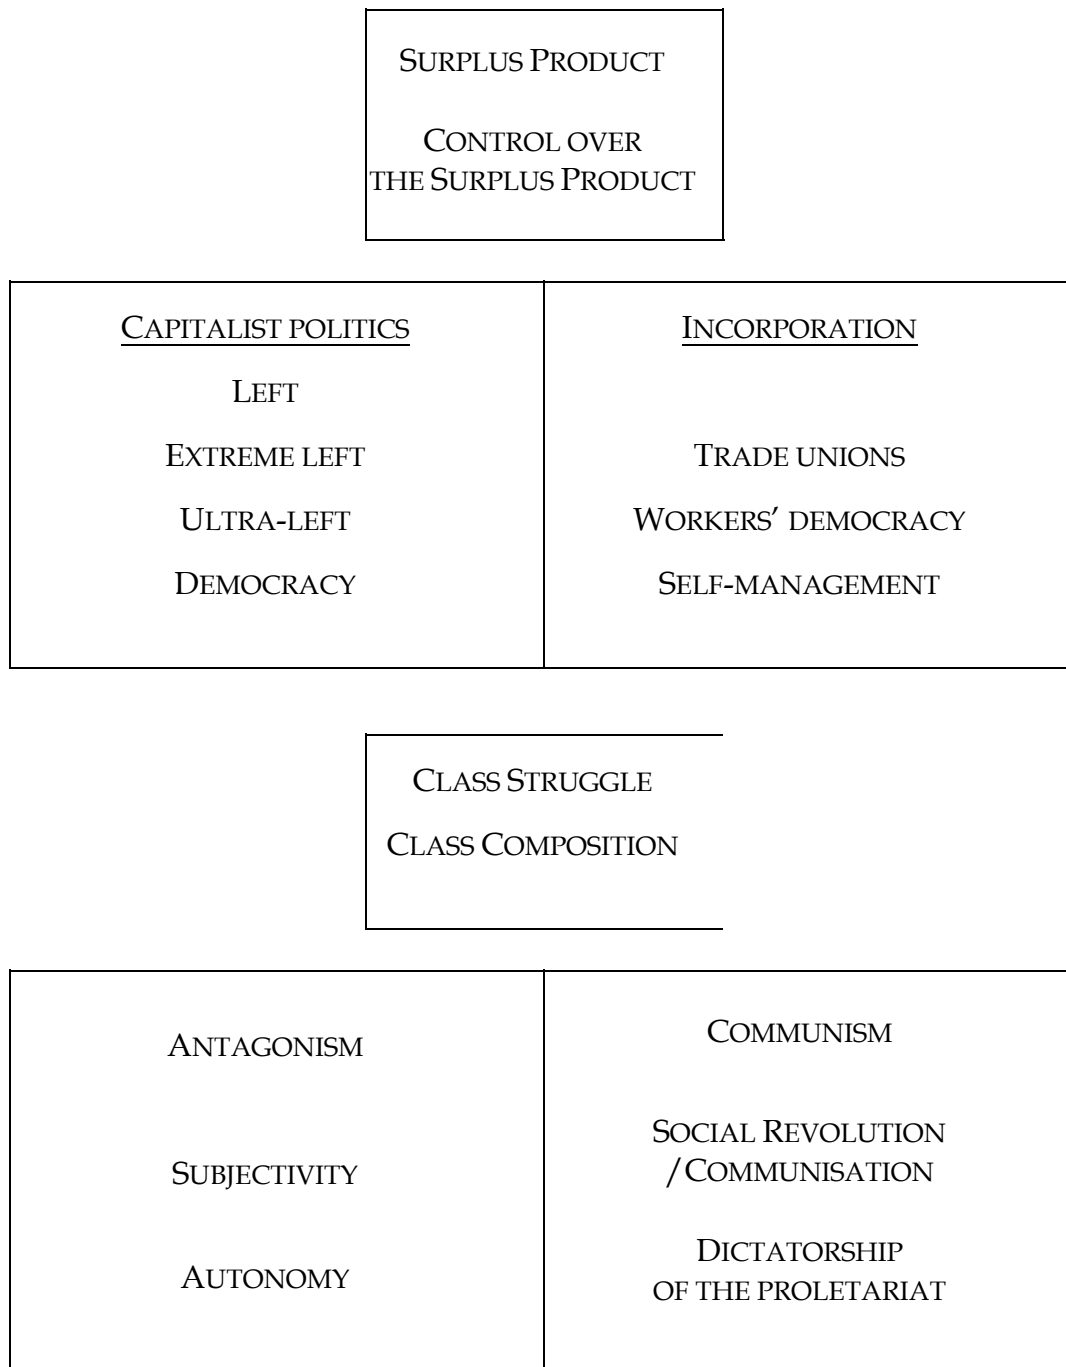 SURPLUS PRODUCT
CONTROL OVER
THE SURPLUS PRODUCT
CAPITALIST POLITICS
LEFT
EXTREME LEFT
ULTRA-LEFT
DEMOCRACY
INCORPORATION
TRADE UNIONS
WORKERS’ DEMOCRACY
SELF-MANAGEMENT
CLASS STRUGGLE
CLASS COMPOSITION
ANTAGONISM
SUBJECTIVITY
AUTONOMY
COMMUNISM
SOCIAL REVOLUTION
/COMMUNISATION
DICTATORSHIP
OF THE PROLETARIAT